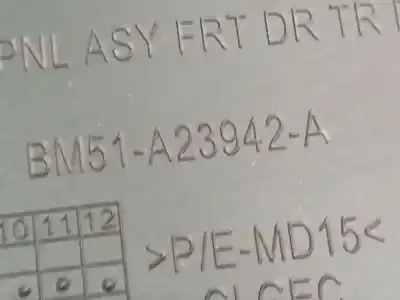 PNL ASY FRT DR TR
BM51-A23942-A
10 11 12
>P/E-MD15<